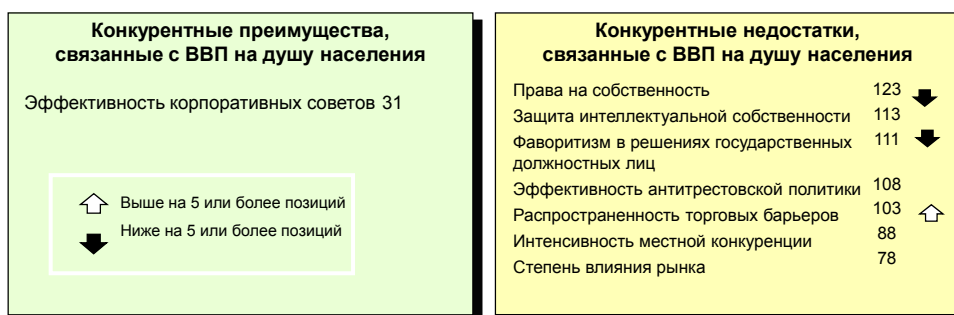 Конкурентные преимущества,
связанные с ВВП на душу населения
Эффективность корпоративных советов 31
Выше на 5 или более позиций
Ниже на 5 или более позиций
Конкурентные недостатки,
связанные с ВВП на душу населения
Права на собственность 123
Защита интеллектуальной собственности 113
Фаворитизм в решениях государственных 111
должностных лиц
Эффективность антитрестовской политики 108
Распространенность торговых барьеров 103
Интенсивность местной конкуренции 88
Степень влияния рынка 78